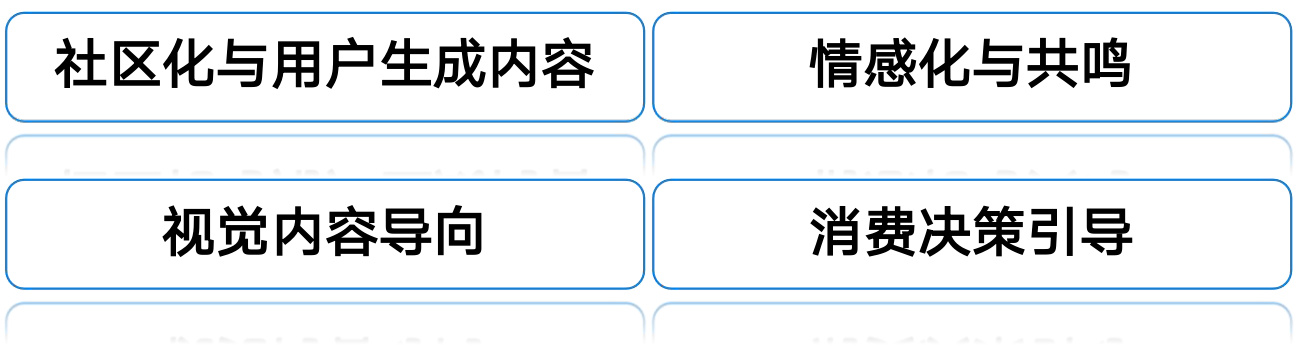 社区化与用户生成内容
情感化与共鸣
视觉内容导向
消费决策引导